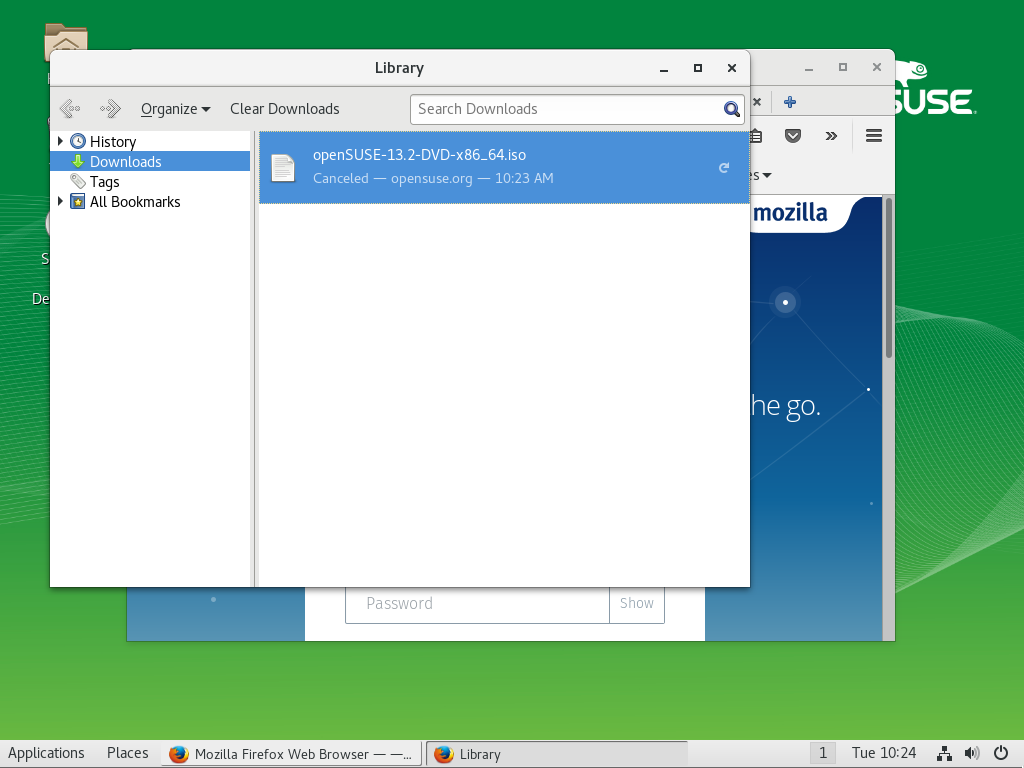 Library
Organize
Clear Downloads
Search Downloads
History
Downloads
Tags
All Bookmarks
openSUSE-13.2-DVD-x86_64.iso
Canceled — opensuse.org — 10:23 AM
SUSE
mozilla
he go.
S
De
Password
Show
Applications
Places
Mozilla Firefox Web Browser — —...
Library
1
Tue 10:24